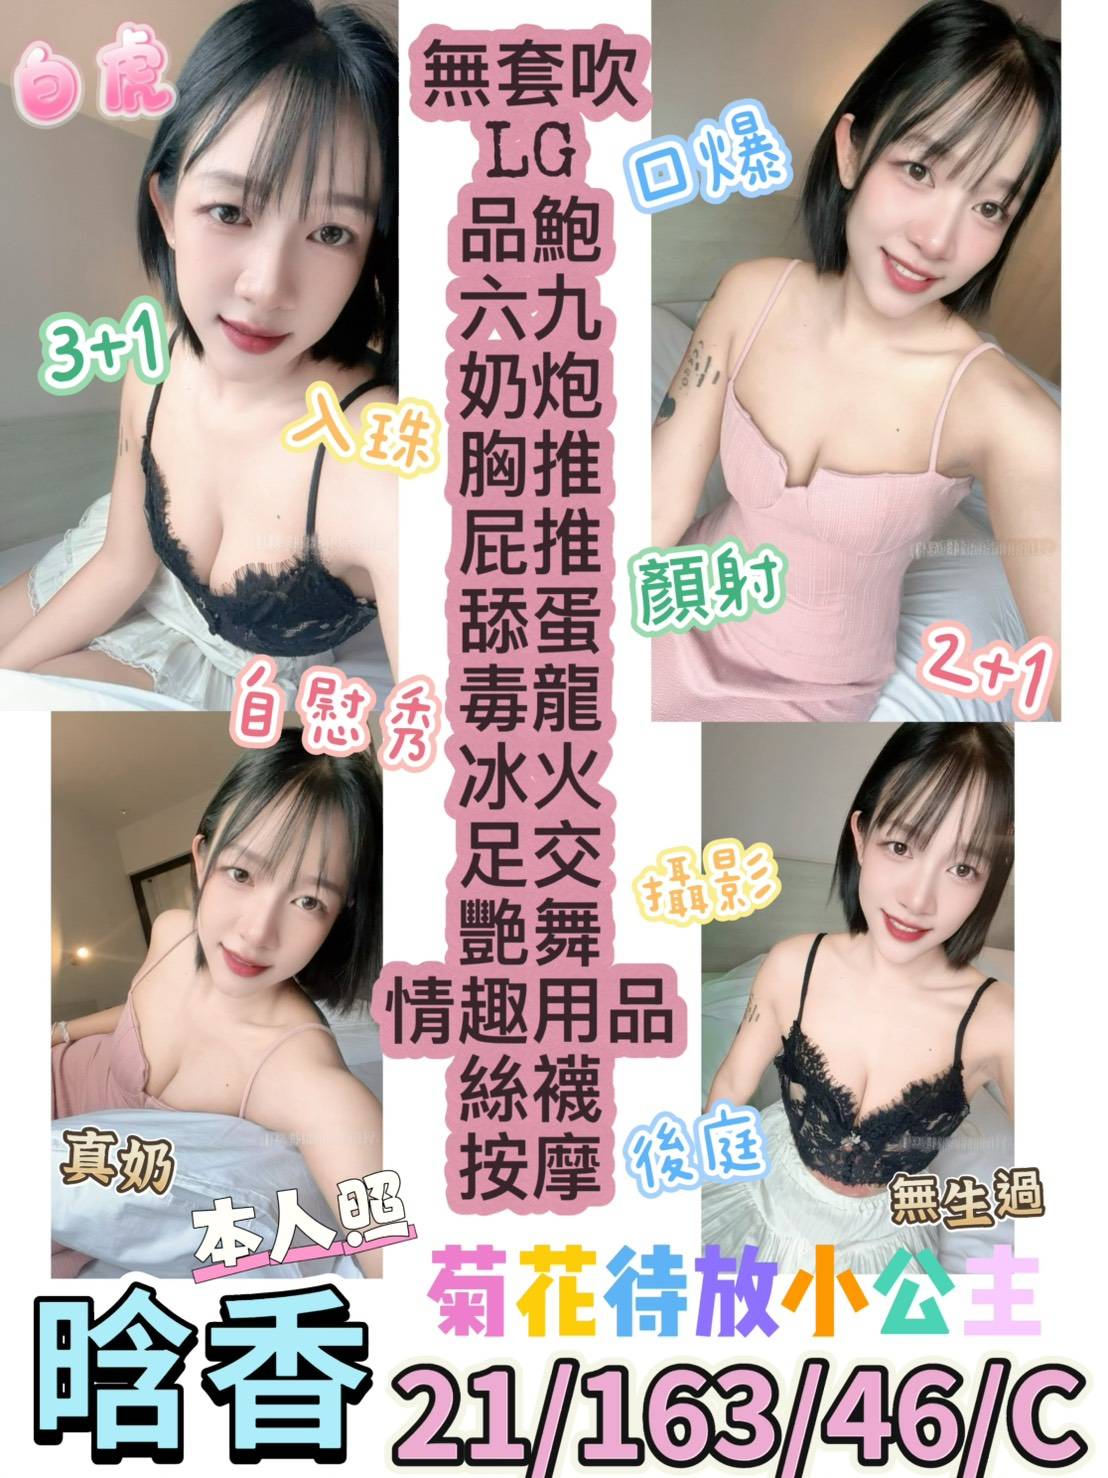 白虎
無套吹
LG
口爆
品鮑
六九
3+1
奶炮
入珠
胸推
屁推
顏射
舔蛋
2+1
毒龍
自慰秀
冰火
足交
攝影
艷舞
情趣用品
絲襪
後庭
按摩
真奶
無生過
本人照
菊花待放小公主
晗香
21/163/46/C